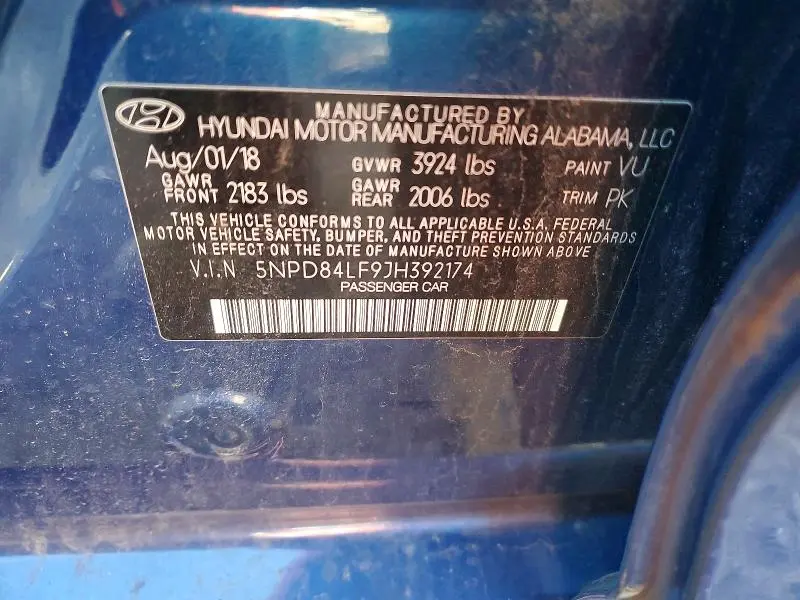 MANUFACTURED BY
HYUNDAI MOTOR MANUFACTURING ALABAMA, LLC
Aug/01/18 GVWR 3924 lbs PAINT VU
GAWR FRONT 2183 lbs GAWR REAR 2006 lbs TRIM PK
THIS VEHICLE CONFORMS TO ALL APPLICABLE U.S.A. FEDERAL
MOTOR VEHICLE SAFETY, BUMPER, AND THEFT PREVENTION STANDARDS
IN EFFECT ON THE DATE OF MANUFACTURE SHOWN ABOVE
V.I.N 5NPD84LF9JH392174
PASSENGER CAR